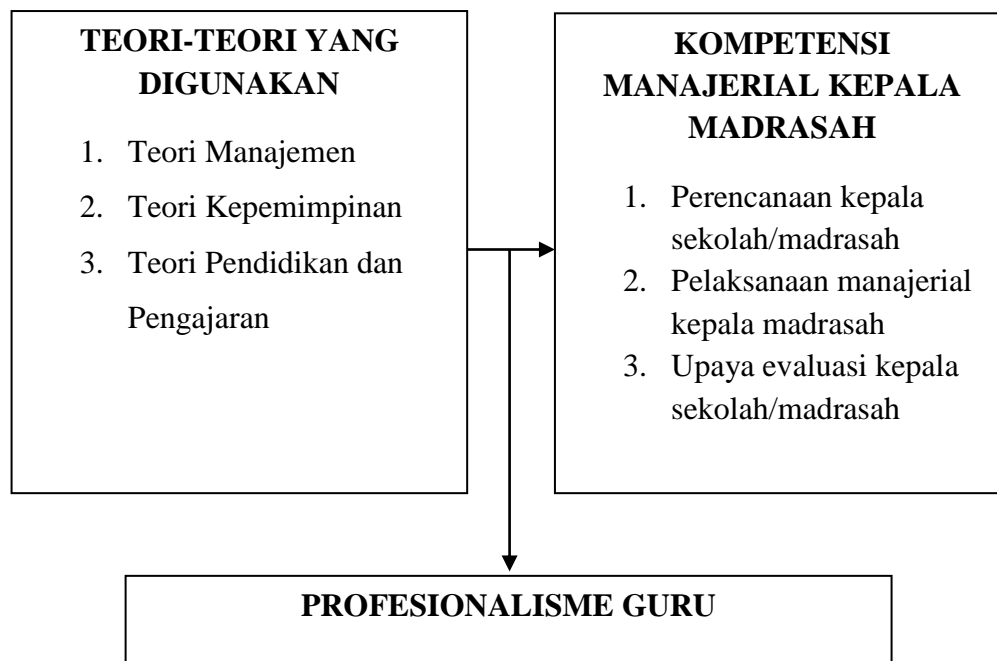 TEORI-TEORI YANG
DIGUNAKAN
1. Teori Manajemen
2. Teori Kepemimpinan
3. Teori Pendidikan dan
Pengajaran
KOMPETENSI
MANAJERIAL KEPALA
MADRASAH
1. Perencanaan kepala
sekolah/madrasah
2. Pelaksanaan manajerial
kepala madrasah
3. Upaya evaluasi kepala
sekolah/madrasah
PROFESIONALISME GURU